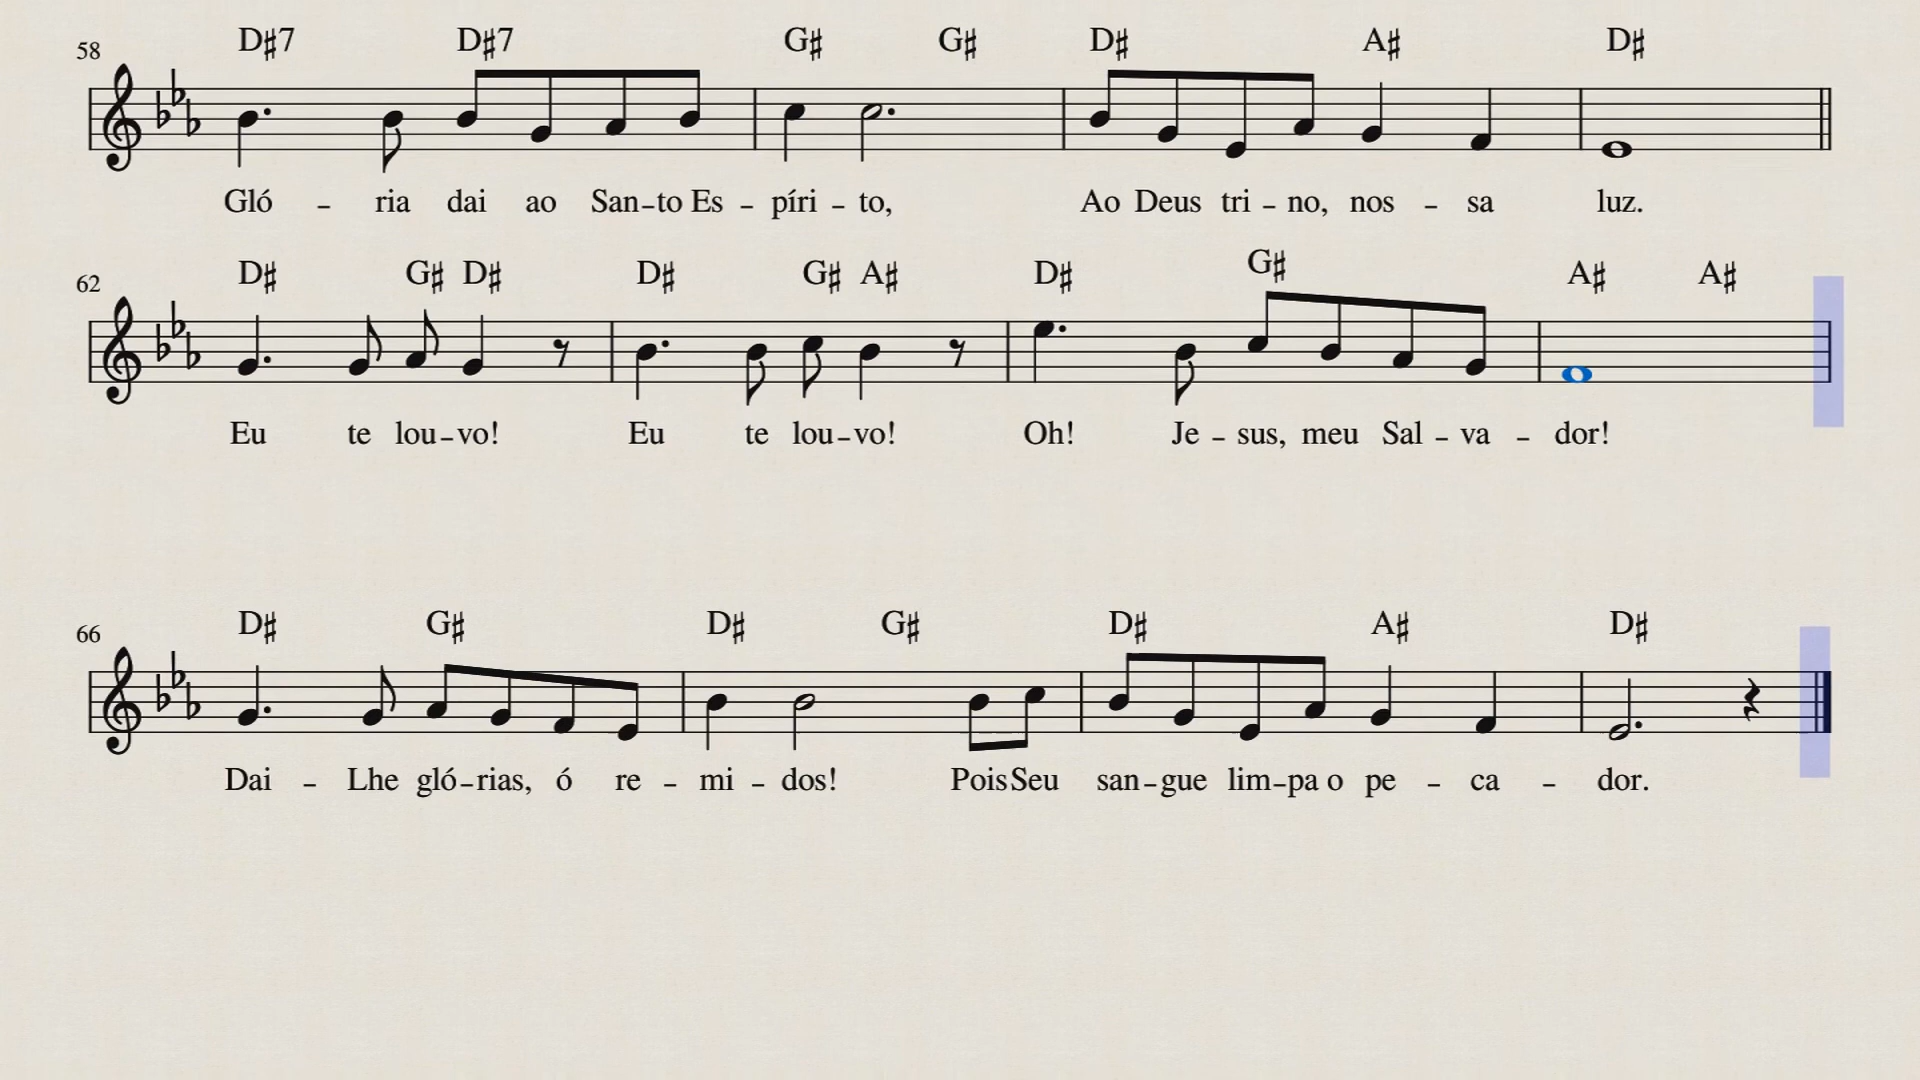 58 D♯7 D♯7 G♯ G♯ D♯ A♯ D♯
Gló - ria dai ao San-to Es - píri - to, Ao Deus tri - no, nos - sa luz.
62 D♯ G♯ D♯ D♯ G♯ A♯ D♯ G♯ A♯ A♯
Eu te lou-vo! Eu te lou-vo! Oh! Je - sus, meu Sal - va - dor!
66 D♯ G♯ D♯ G♯ D♯ A♯ D♯
Dai - Lhe gló-rias, ó re - mi - dos! Pois Seu san-gue lim-pa o pe - ca - dor.